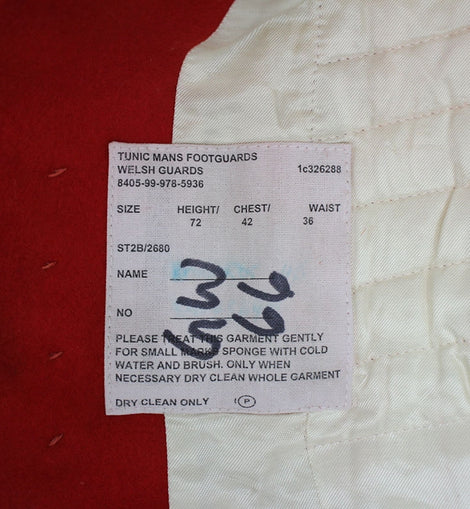 TUNIC MANS FOOTGUARDS
WELSH GUARDS 1c326288
8405-99-978-5936
SIZE HEIGHT/ CHEST/ WAIST
72 42 36
ST2B/2680
NAME
NO
PLEASE TREAT THIS GARMENT GENTLY
FOR SMALL MARKS SPONGE WITH COLD
WATER AND BRUSH. ONLY WHEN
NECESSARY DRY CLEAN WHOLE GARMENT
DRY CLEAN ONLY P